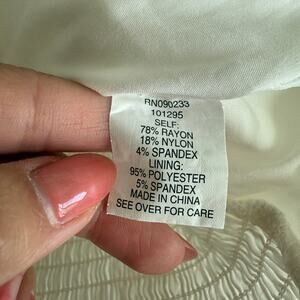 RN090233
101295
SELF:
78% RAYON
18% NYLON
4% SPANDEX
LINING:
95% POLYESTER
5% SPANDEX
MADE IN CHINA
SEE OVER FOR CARE